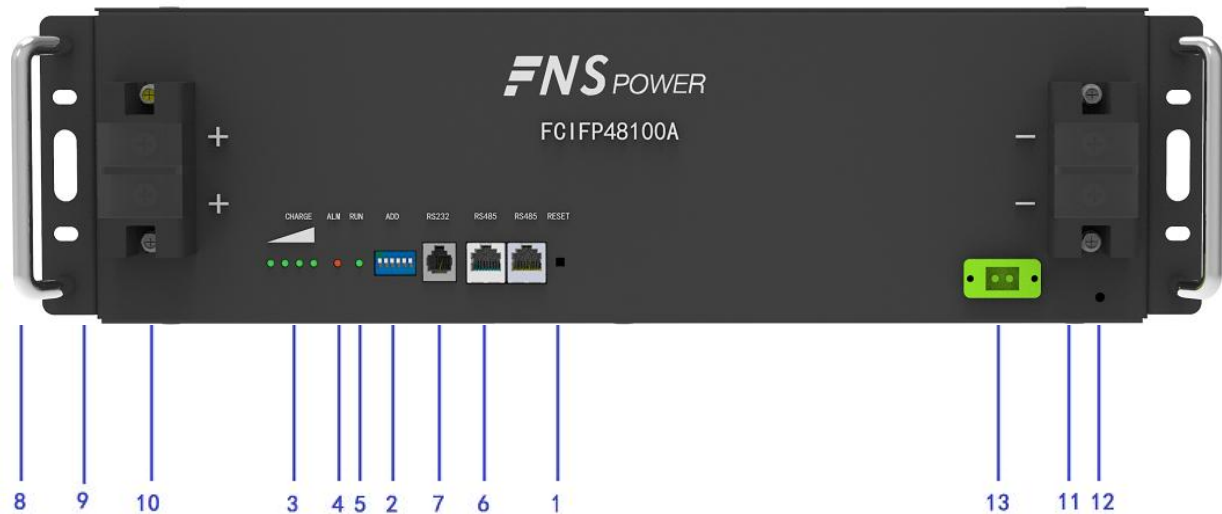 FNS POWER
FCIFP48100A
+ −
+ −
CHARGE ALM RUN ADD RS232 RS485 RS485 RESET
8 9 10 3 4 5 2 7 6 1 13 11 12